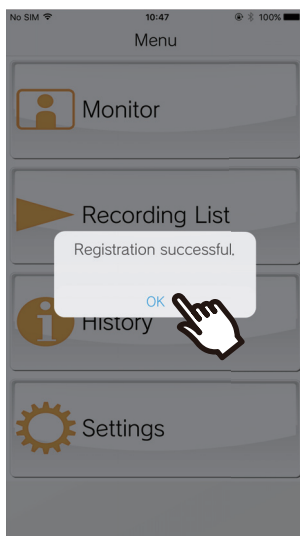 No SIM 10:47 100%
Menu
Monitor
Recording List
Registration successful.
OK
History
Settings